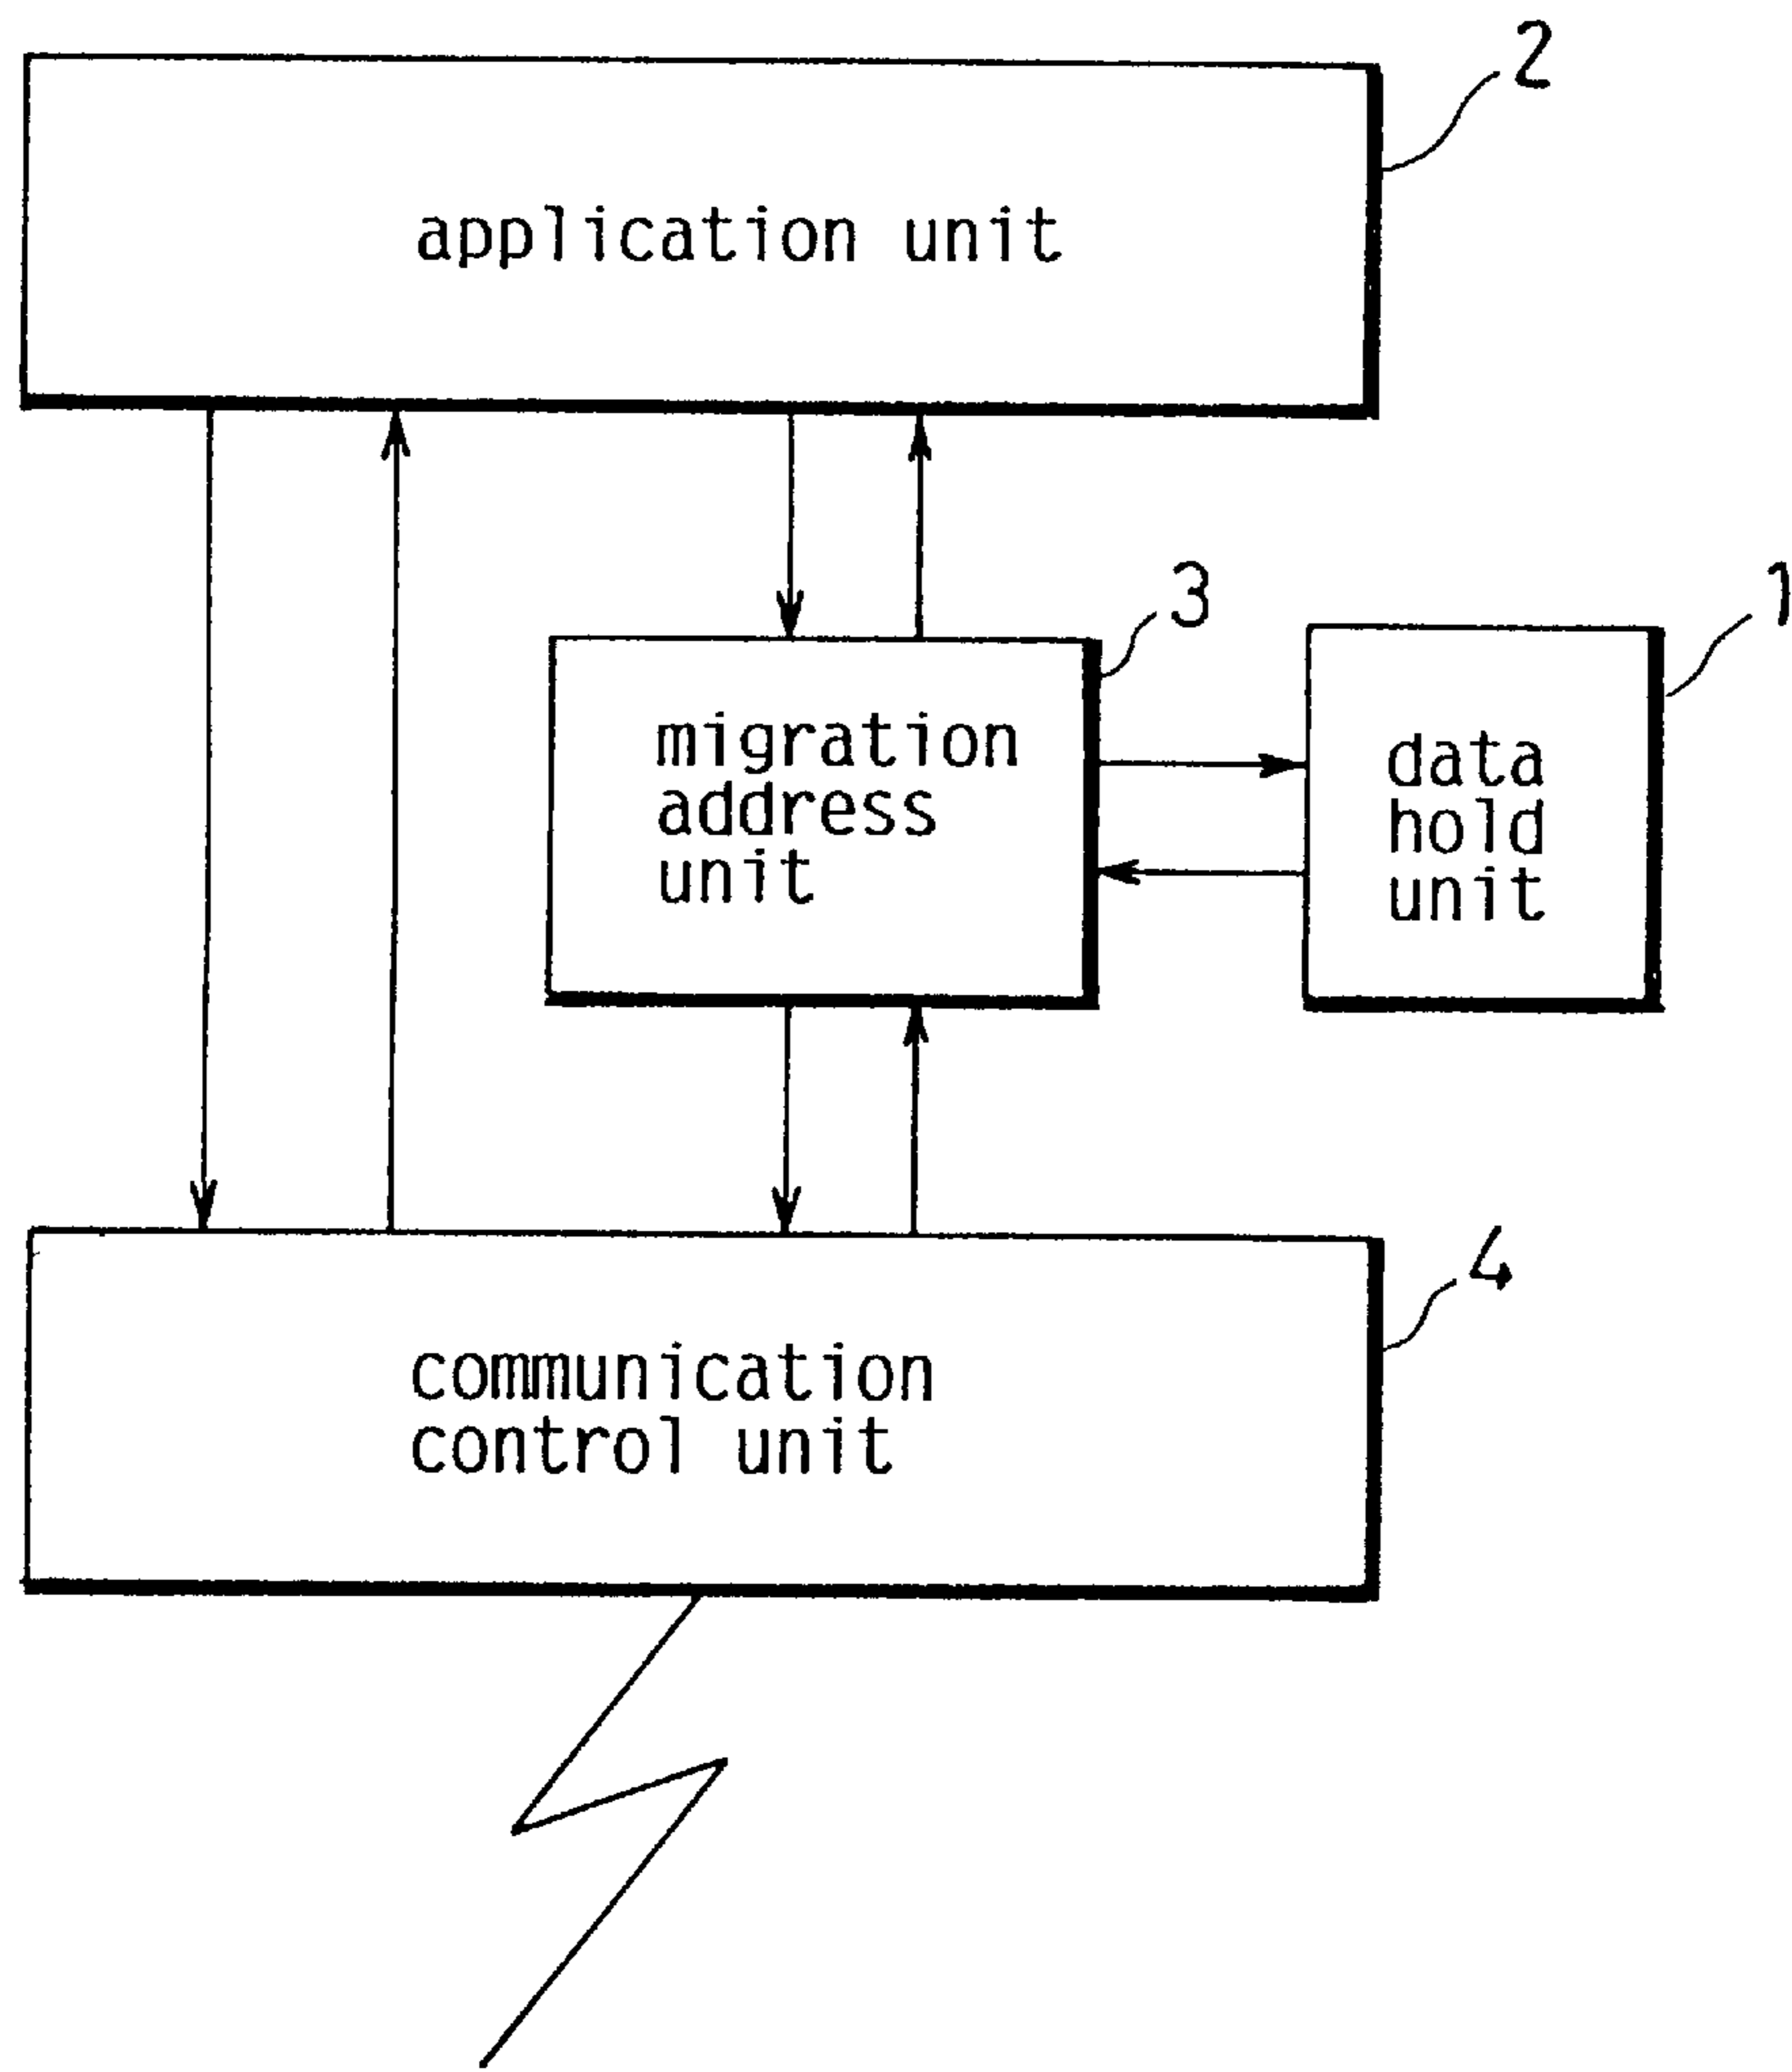 2
application unit
3
1
migration
address
unit
data
hold
unit
4
communication
control unit